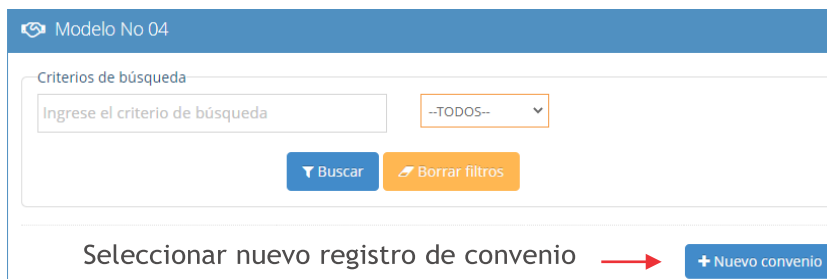 Modelo No 04
Criterios de búsqueda
Ingrese el criterio de búsqueda
--TODOS--
Buscar
Borrar filtros
Seleccionar nuevo registro de convenio
+ Nuevo convenio